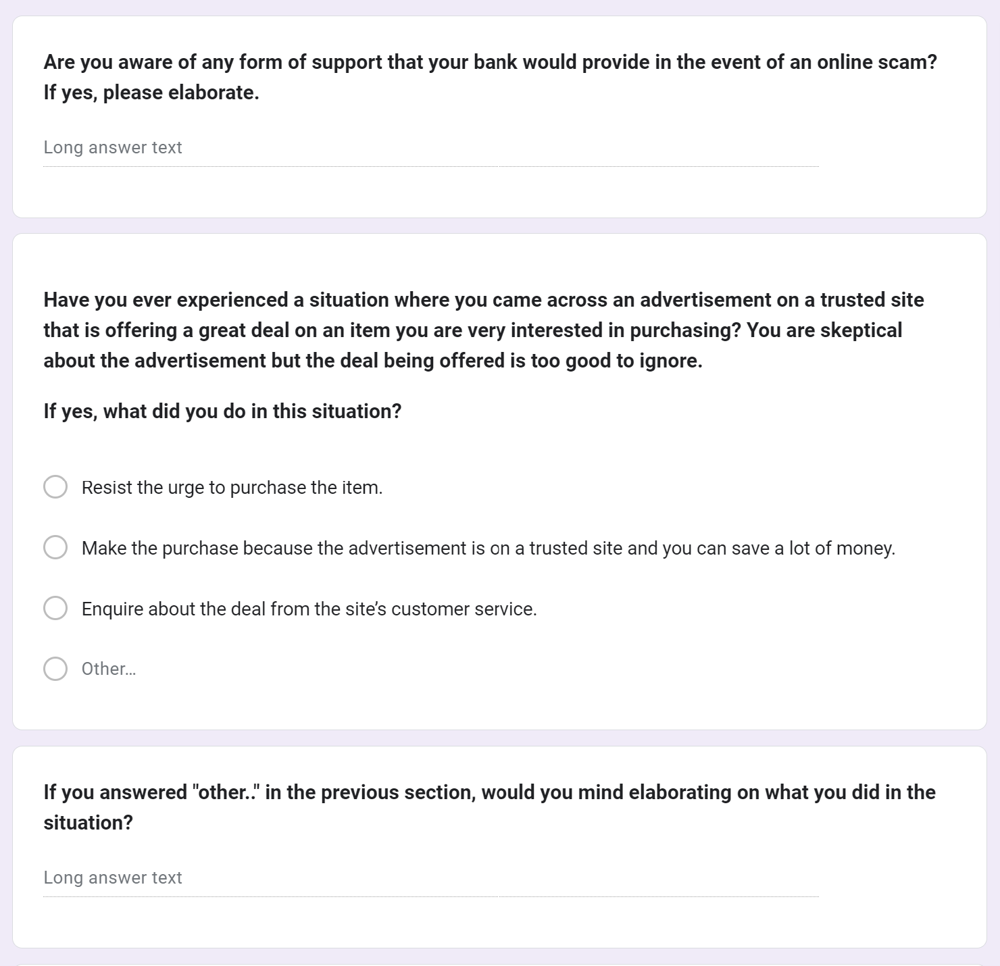 Are you aware of any form of support that your bank would provide in the event of an online scam?
If yes, please elaborate.
Long answer text
Have you ever experienced a situation where you came across an advertisement on a trusted site
that is offering a great deal on an item you are very interested in purchasing? You are skeptical
about the advertisement but the deal being offered is too good to ignore.
If yes, what did you do in this situation?
Resist the urge to purchase the item.
Make the purchase because the advertisement is on a trusted site and you can save a lot of money.
Enquire about the deal from the site’s customer service.
Other…
If you answered "other.." in the previous section, would you mind elaborating on what you did in the
situation?
Long answer text